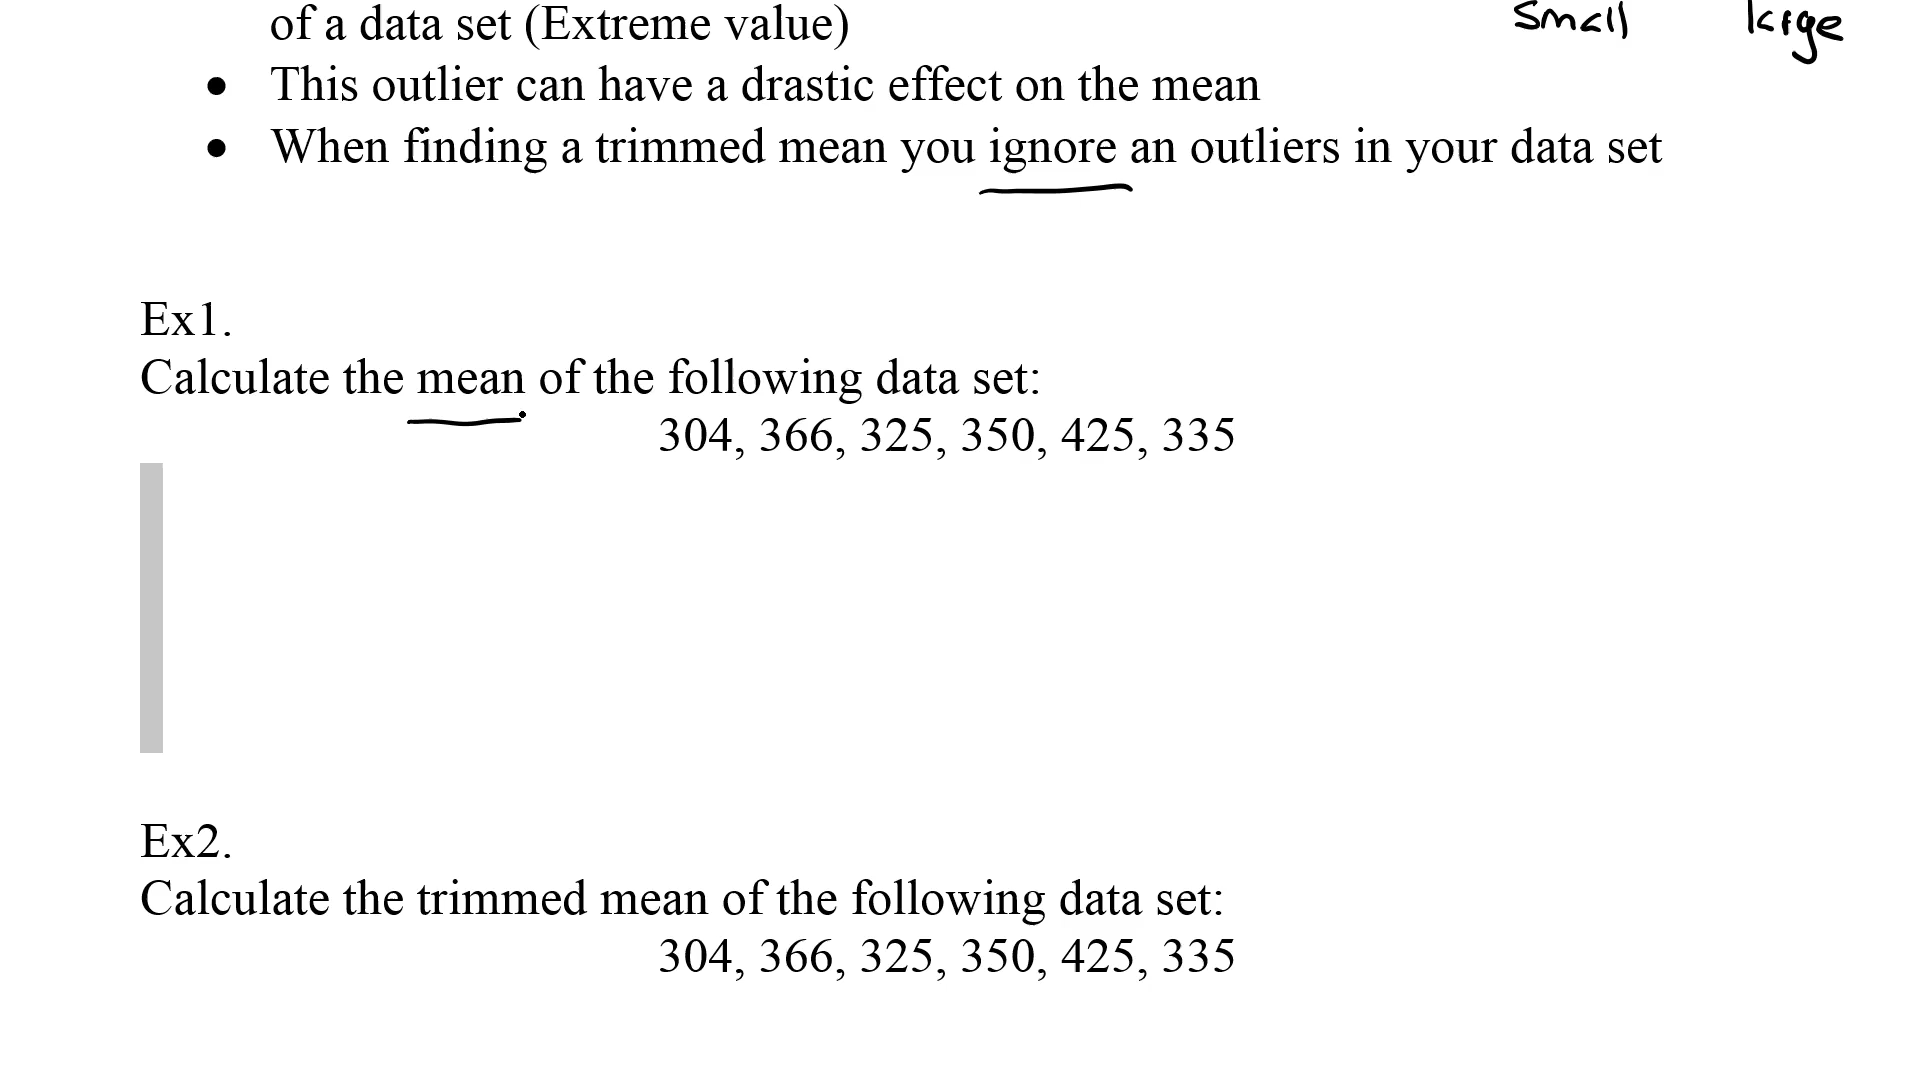 of a data set (Extreme value) small large
• This outlier can have a drastic effect on the mean
• When finding a trimmed mean you ignore an outliers in your data set
Ex1.
Calculate the mean of the following data set:
304, 366, 325, 350, 425, 335
Ex2.
Calculate the trimmed mean of the following data set:
304, 366, 325, 350, 425, 335